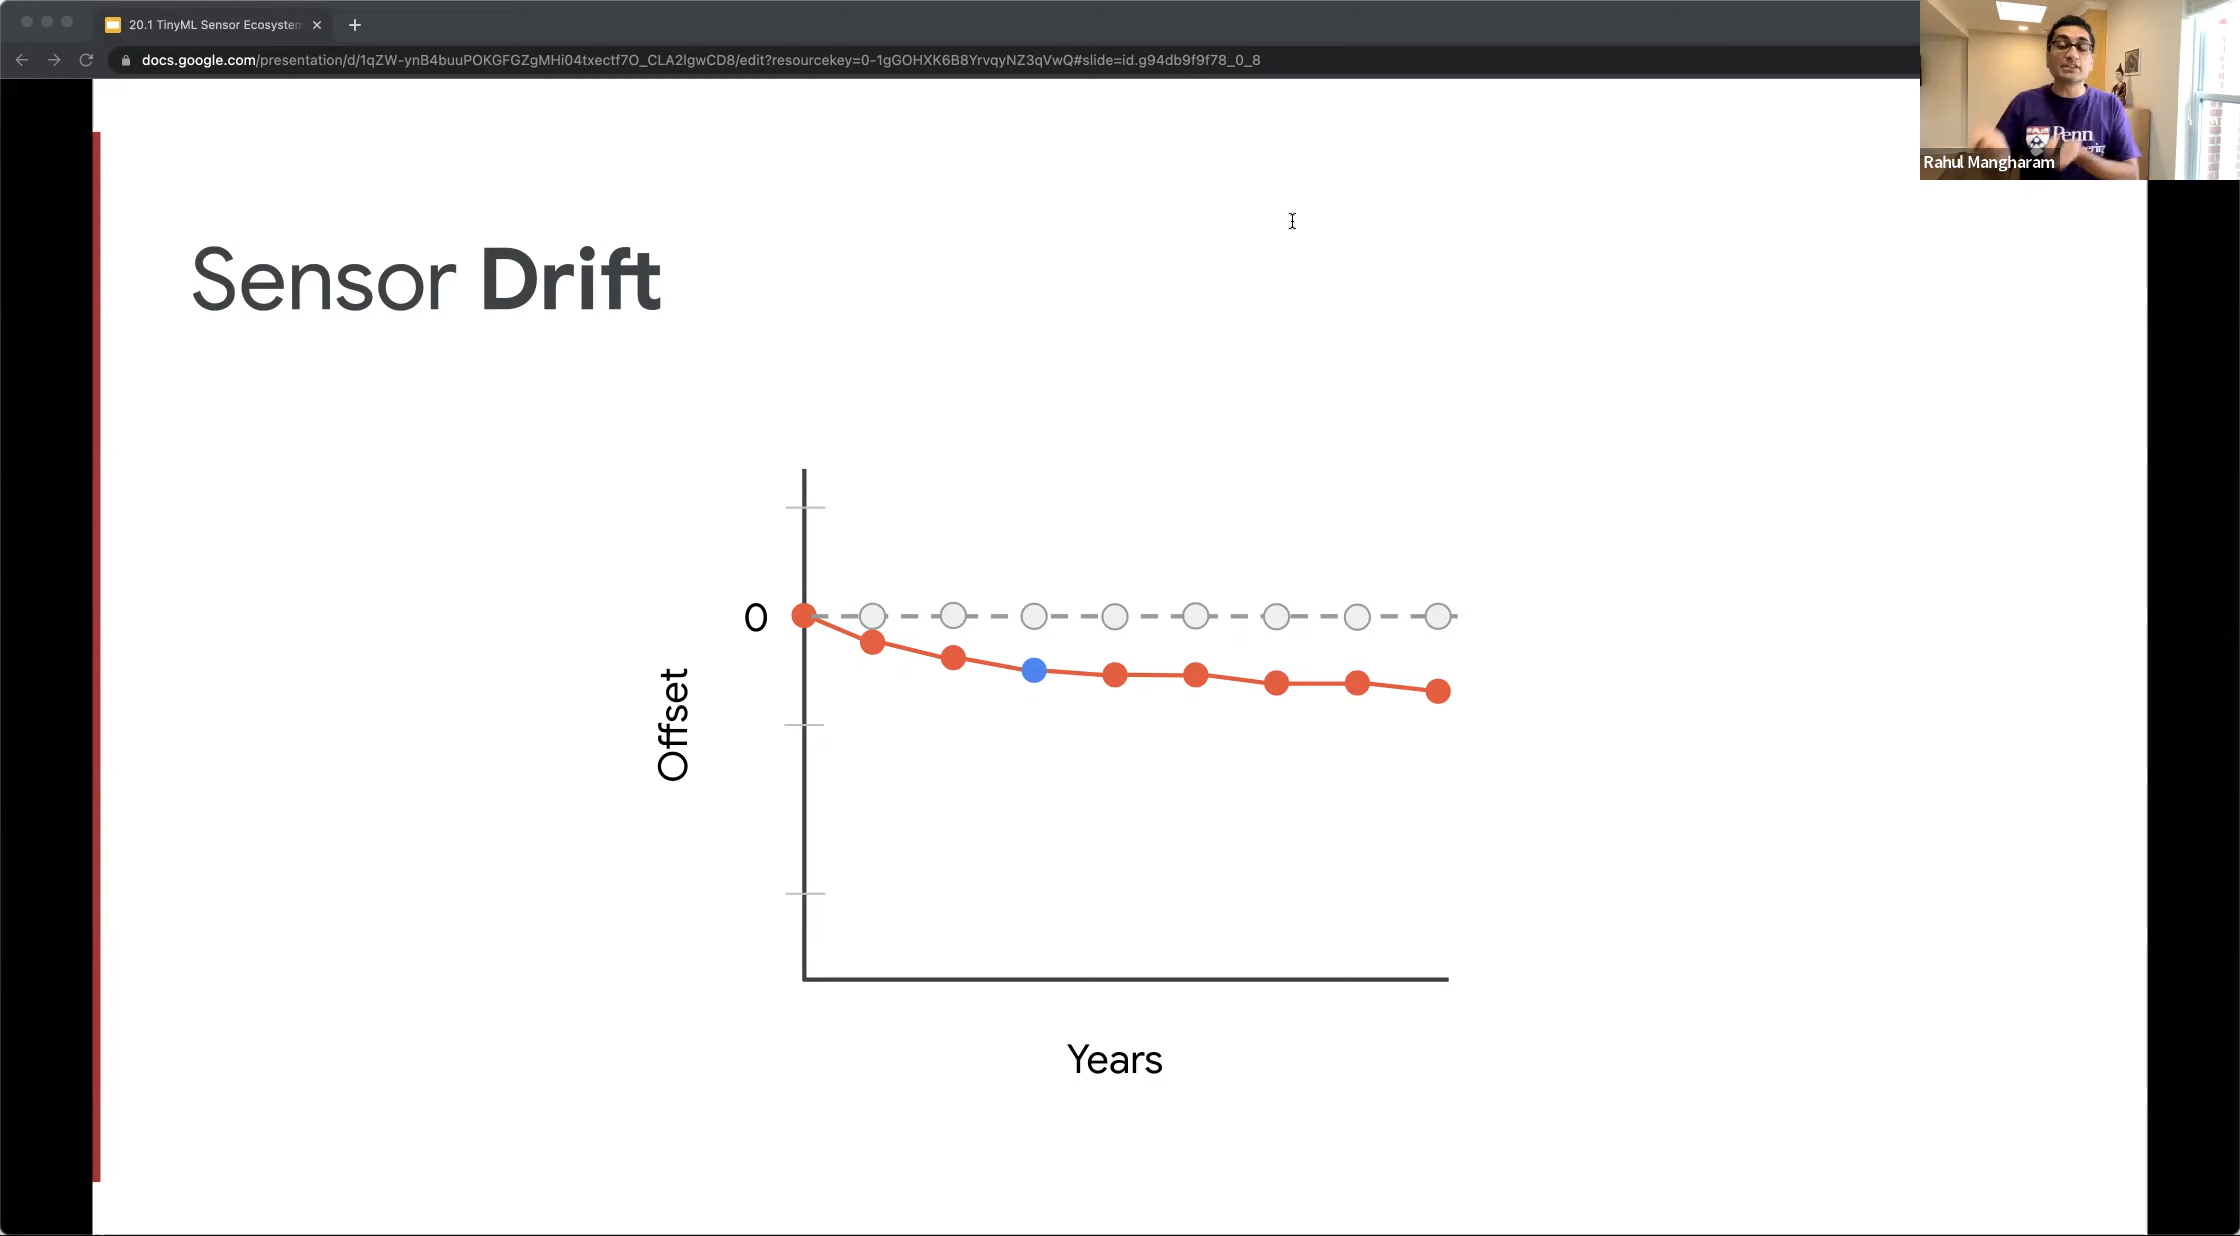 20.1 TinyML Sensor Ecosystem
docs.google.com/presentation/d/1qZW-ynB4buuPOKGFGZgMHi04txectf7O_CLA2lgwCD8/edit?resourcekey=0-1gGOHXK6B8YrvqyNZ3qVwQ#slide=id.g94db9f9f78_0_8
Penn
Rahul Mangharam
Sensor Drift
0
Offset
Years